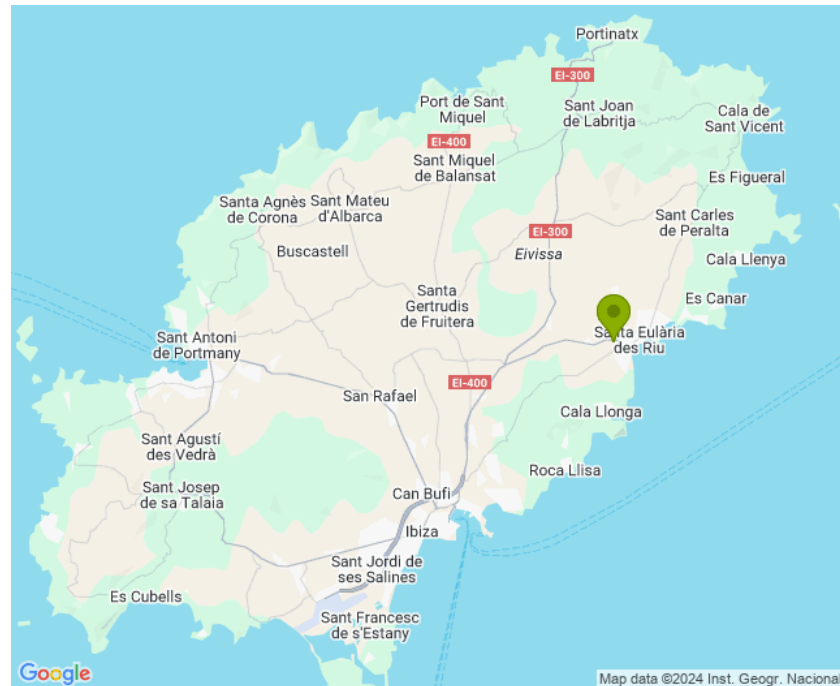 Portinatx
EI-300
Port de Sant
Miquel
Sant Joan
de Labritja
Cala de
Sant Vicent
EI-400
Sant Miquel
de Balansat
Es Figueral
Santa Agnès
de Corona
Sant Mateu
d'Albarca
Sant Carles
de Peralta
EI-300
Buscastell
Eivissa
Cala Llenya
Santa
Gertrudis
de Fruitera
Es Canar
Sant Antoni
de Portmany
Santa Eulària
des Riu
EI-400
San Rafael
Cala Llonga
Sant Agustí
des Vedrà
Roca Llisa
Sant Josep
de sa Talaia
Can Bufi
Ibiza
Sant Jordi de
ses Salines
Es Cubells
Sant Francesc
de s'Estany
Google
Map data ©2024 Inst. Geogr. Nacional